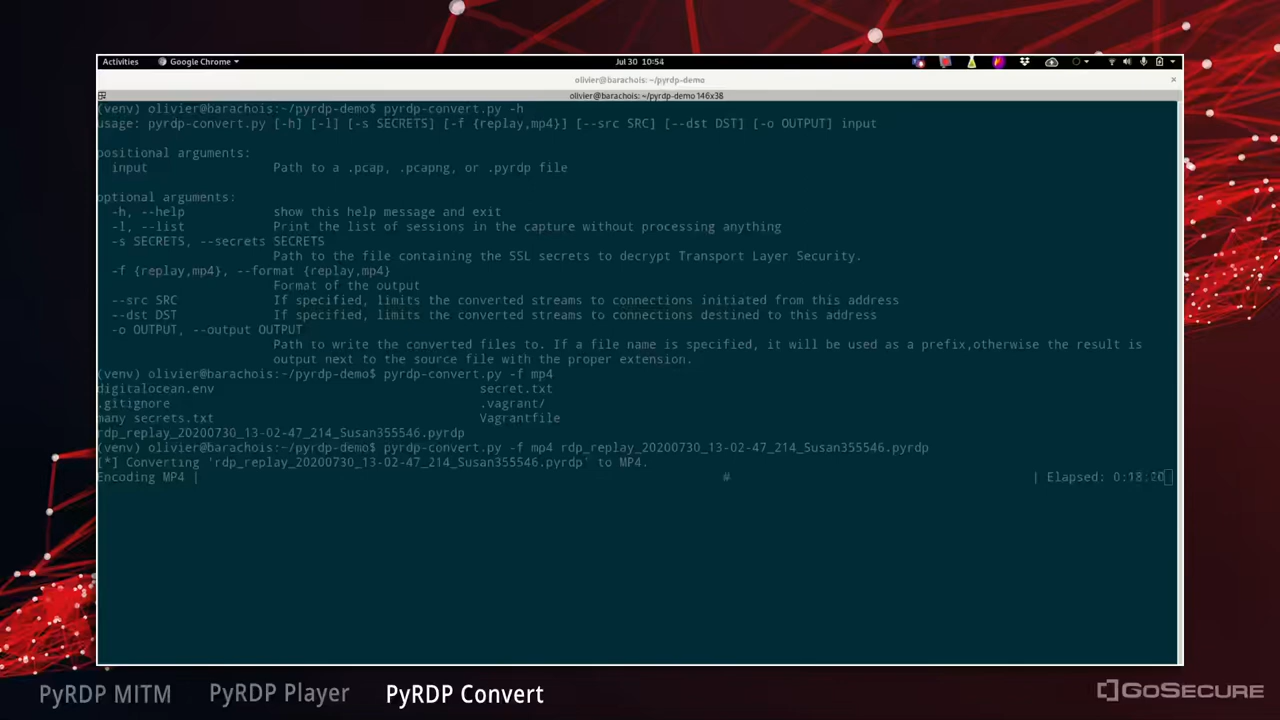 Activities Google Chrome Jul 30 10:54
olivier@barachois: ~/pyrdp-demo ×
olivier@barachois: ~/pyrdp-demo 146x38
(venv) olivier@barachois:~/pyrdp-demo$ pyrdp-convert.py -h
usage: pyrdp-convert.py [-h] [-l] [-s SECRETS] [-f {replay,mp4}] [--src SRC] [--dst DST] [-o OUTPUT] input
positional arguments:
input Path to a .pcap, .pcapng, or .pyrdp file
optional arguments:
-h, --help show this help message and exit
-l, --list Print the list of sessions in the capture without processing anything
-s SECRETS, --secrets SECRETS
Path to the file containing the SSL secrets to decrypt Transport Layer Security.
-f {replay,mp4}, --format {replay,mp4}
Format of the output
--src SRC If specified, limits the converted streams to connections initiated from this address
--dst DST If specified, limits the converted streams to connections destined to this address
-o OUTPUT, --output OUTPUT
Path to write the converted files to. If a file name is specified, it will be used as a prefix,otherwise the result is
output next to the source file with the proper extension.
(venv) olivier@barachois:~/pyrdp-demo$ pyrdp-convert.py -f mp4
digitalocean.env secret.txt
.gitignore .vagrant/
many secrets.txt Vagrantfile
rdp_replay_20200730_13-02-47_214_Susan355546.pyrdp
(venv) olivier@barachois:~/pyrdp-demo$ pyrdp-convert.py -f mp4 rdp_replay_20200730_13-02-47_214_Susan355546.pyrdp
[*] Converting 'rdp_replay_20200730_13-02-47_214_Susan355546.pyrdp' to MP4.
Encoding MP4 | # | Elapsed:
PyRDP MITM PyRDP Player PyRDP Convert GOSECURE